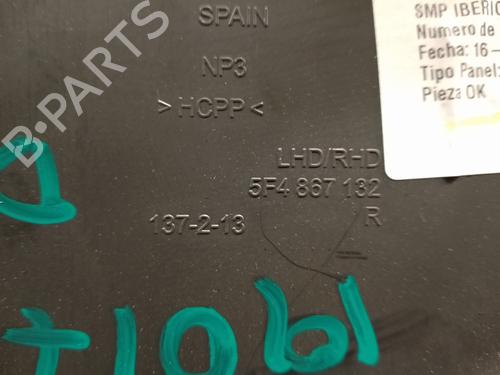 SPAIN
NP3
>HCPP<
LHD/RHD
5F4 867 132
R
137-2-13
SMP IBERIC
Numero de
Fecha: 16-
Tipo Panel:
Pieza OK
B-PARTS